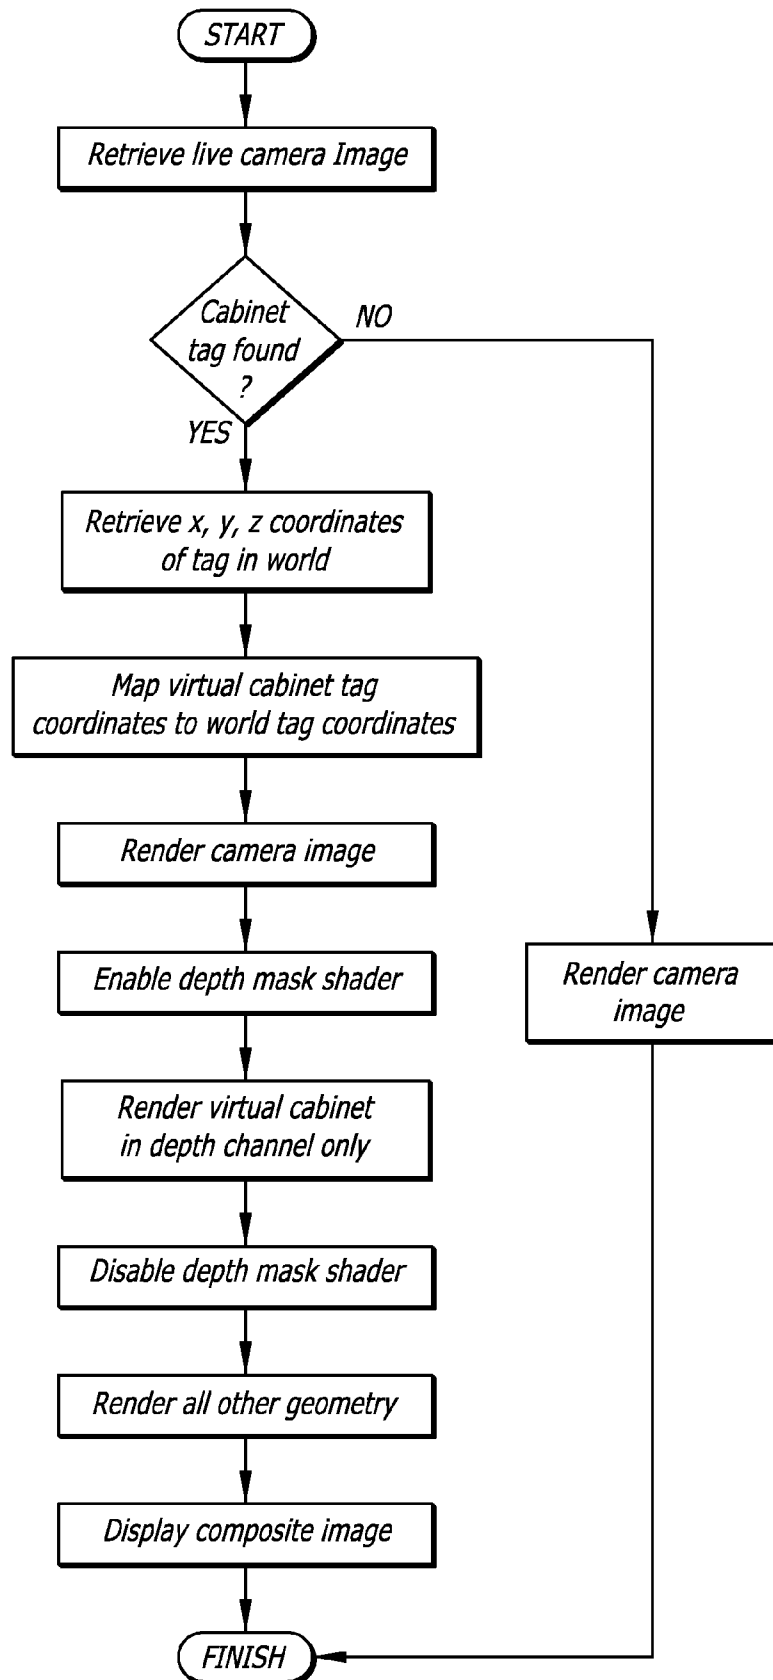 START
Retrieve live camera Image
Cabinet
tag found
?
NO
YES
Retrieve x, y, z coordinates
of tag in world
Map virtual cabinet tag
coordinates to world tag coordinates
Render camera image
Enable depth mask shader
Render camera
image
Render virtual cabinet
in depth channel only
Disable depth mask shader
Render all other geometry
Display composite image
FINISH